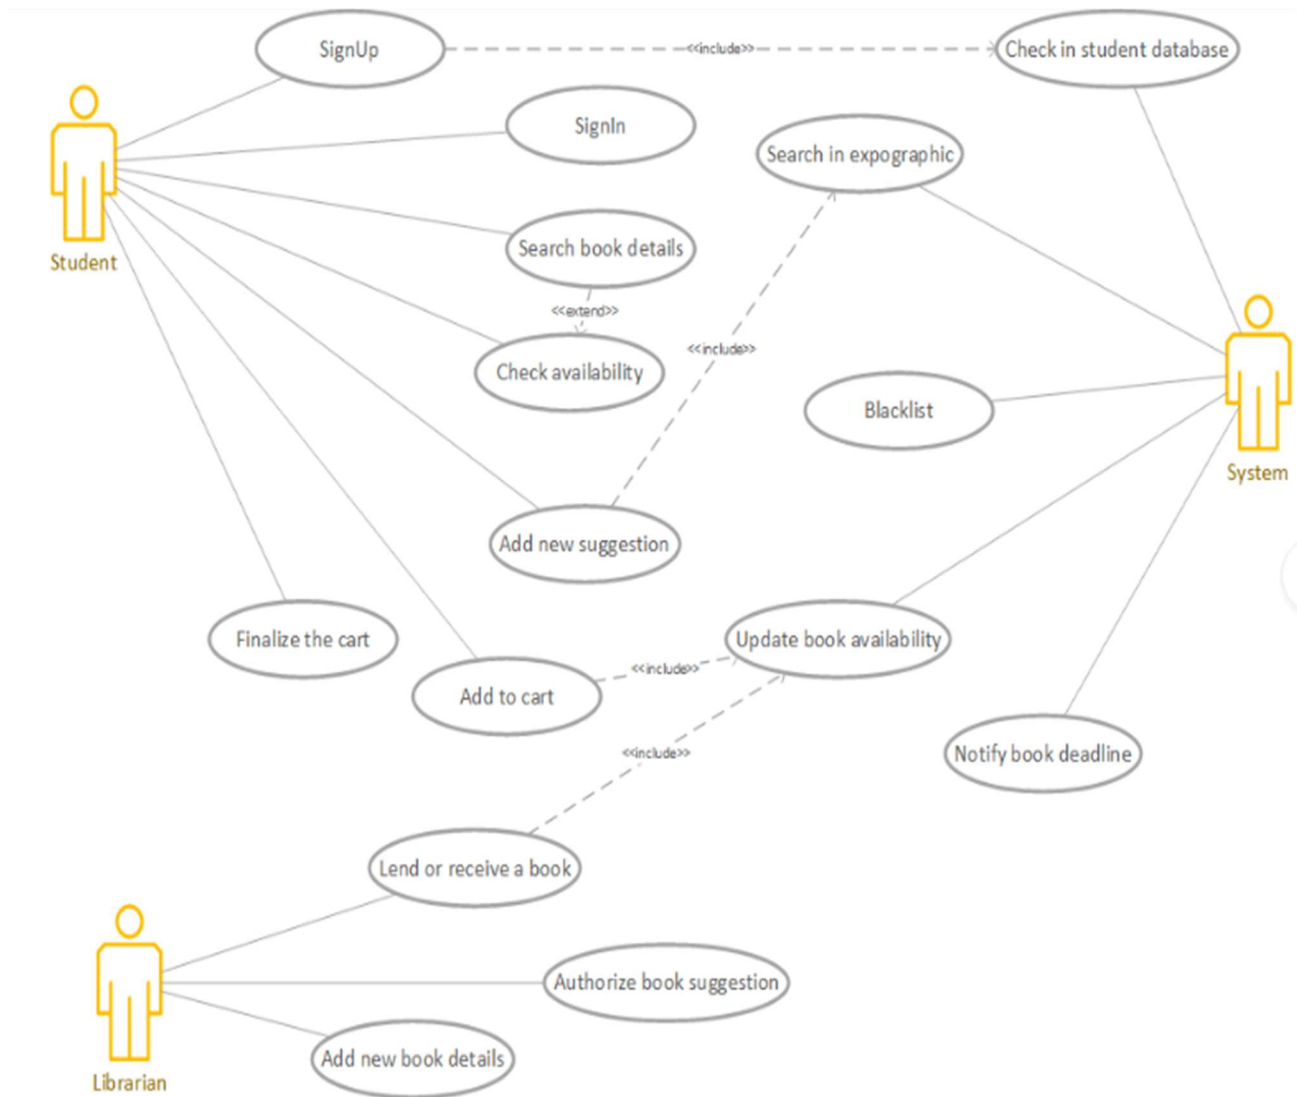 SignUp
<<include>>
Check in student database
SignIn
Search in expographic
Student
Search book details
<<extend>>
<<include>>
Check availability
Blacklist
System
Add new suggestion
Finalize the cart
Update book availability
<<include>>
Add to cart
<<include>>
Notify book deadline
Lend or receive a book
Authorize book suggestion
Add new book details
Librarian